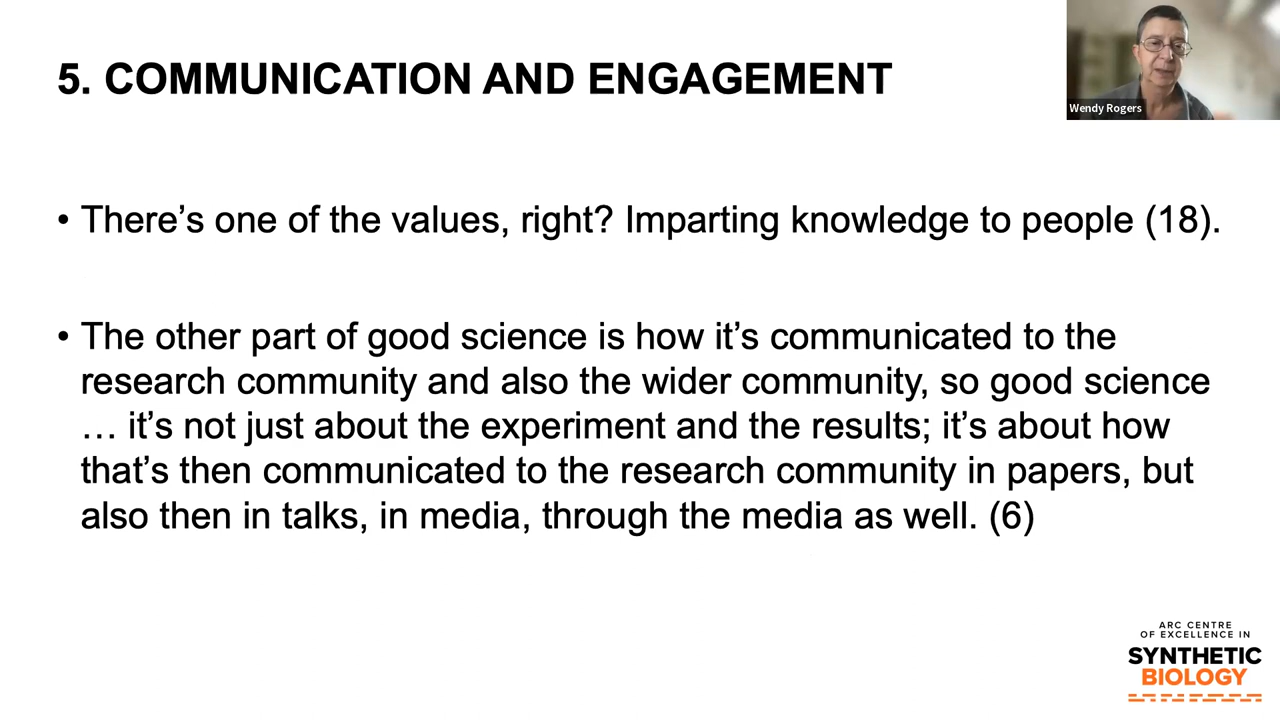 5. COMMUNICATION AND ENGAGEMENT
Wendy Rogers
• There’s one of the values, right? Imparting knowledge to people (18).
• The other part of good science is how it’s communicated to the
research community and also the wider community, so good science
… it’s not just about the experiment and the results; it’s about how
that’s then communicated to the research community in papers, but
also then in talks, in media, through the media as well. (6)
ARC CENTRE
OF EXCELLENCE IN
SYNTHETIC
BIOLOGY